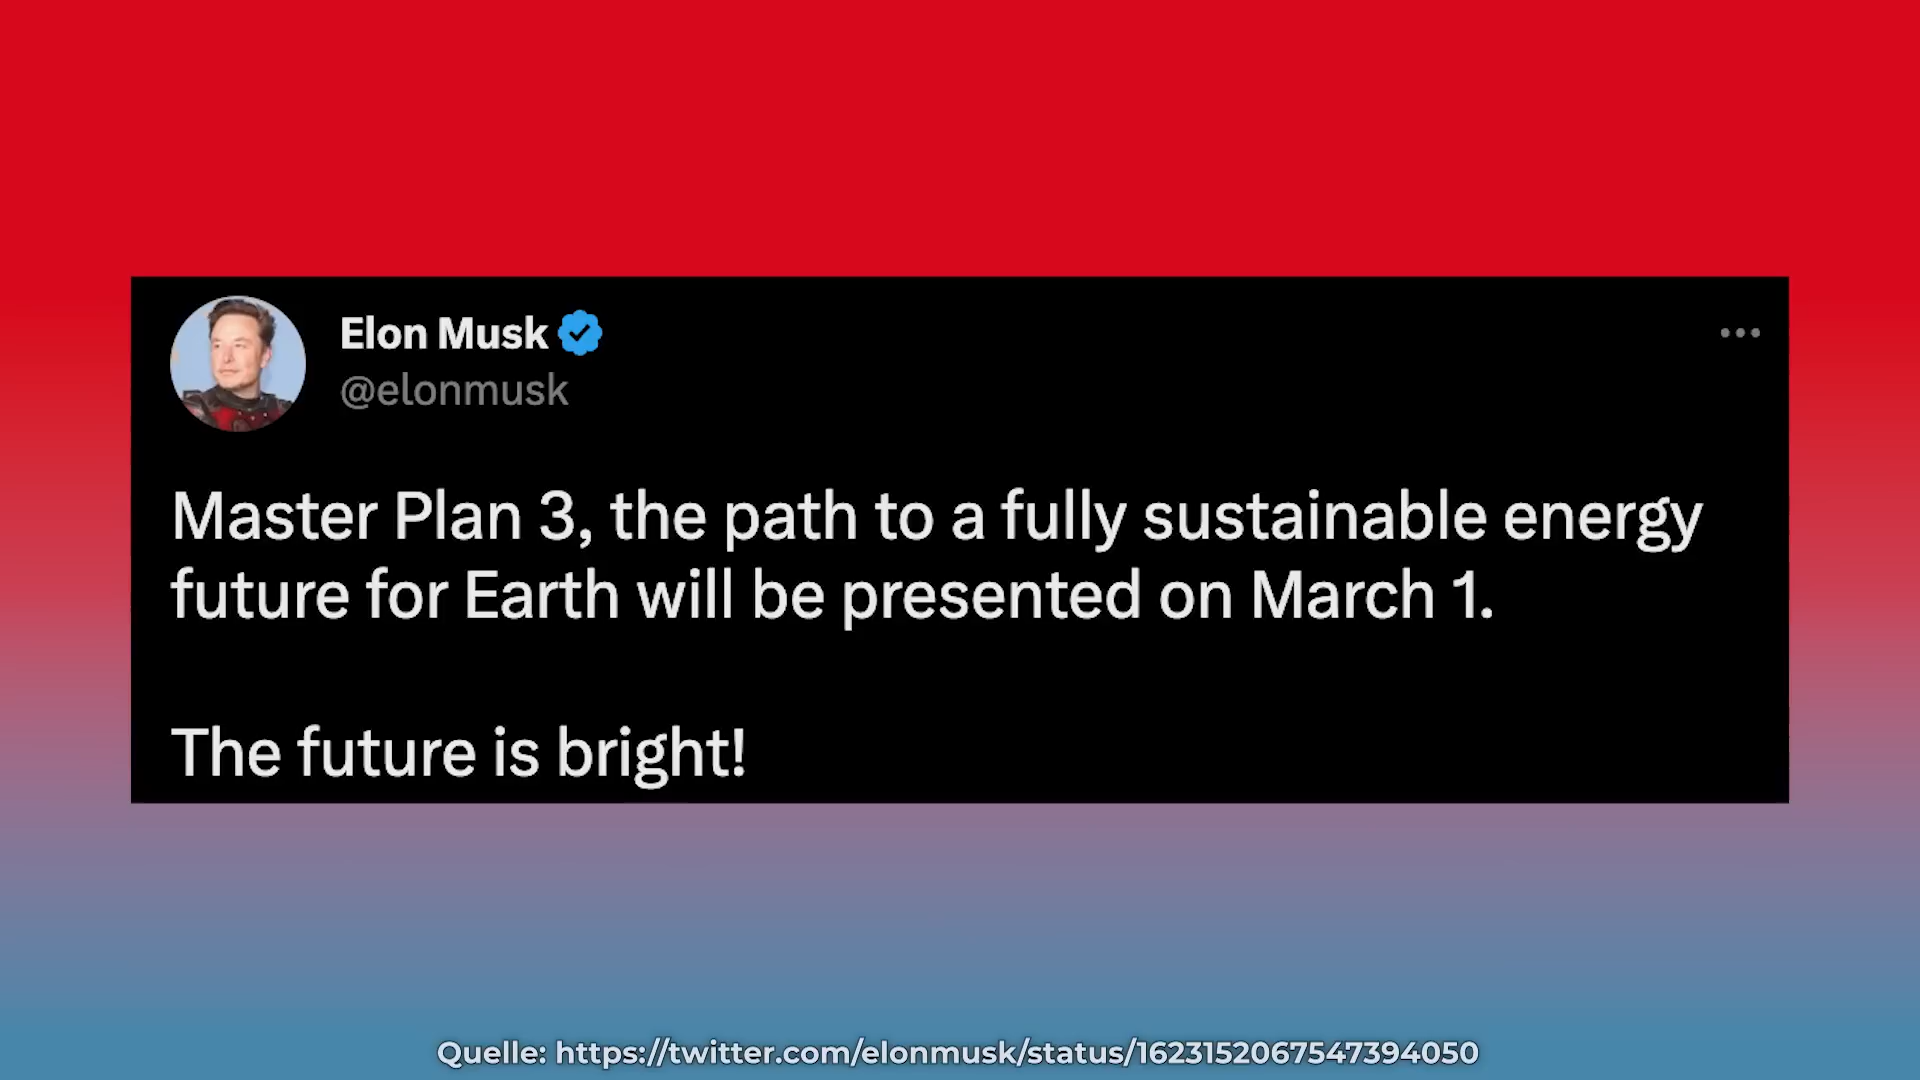 Elon Musk
@elonmusk
Master Plan 3, the path to a fully sustainable energy
future for Earth will be presented on March 1.
The future is bright!
Quelle: https://twitter.com/elonmusk/status/1623152067547394050